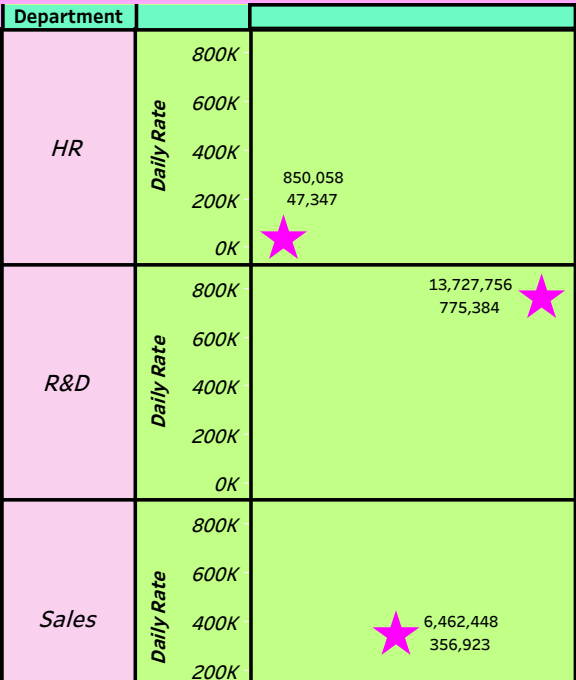 Department
HR
Daily Rate
800K
600K
400K
200K
0K
850,058
47,347
R&D
Daily Rate
800K
600K
400K
200K
0K
13,727,756
775,384
Sales
Daily Rate
800K
600K
400K
200K
6,462,448
356,923